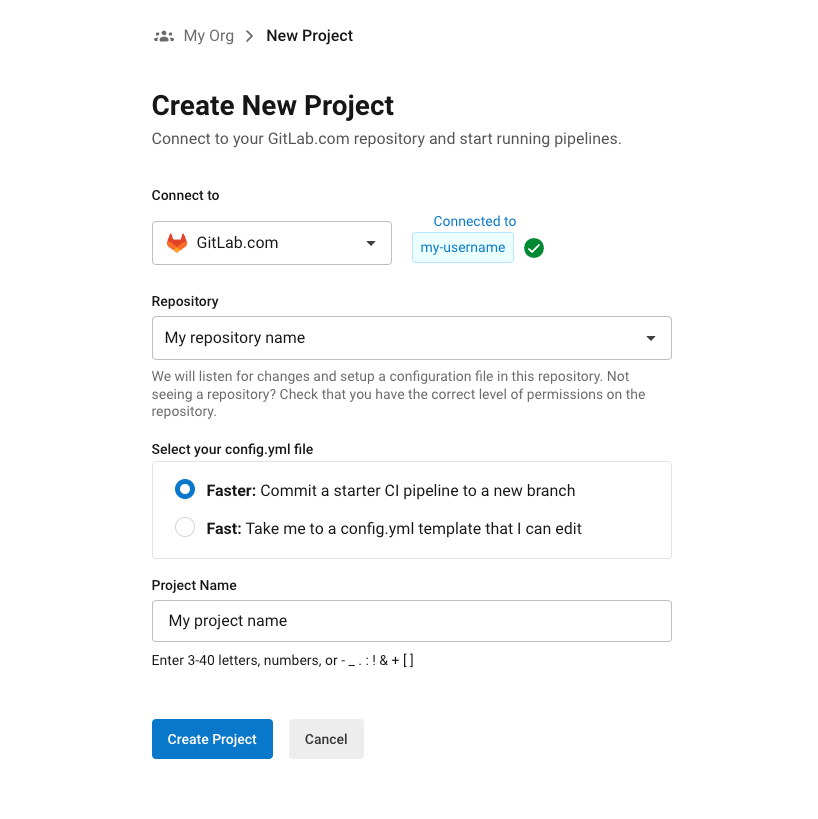 My Org > New Project
Create New Project
Connect to your GitLab.com repository and start running pipelines.
Connect to
Connected to
GitLab.com
my-username
Repository
My repository name
We will listen for changes and setup a configuration file in this repository. Not
seeing a repository? Check that you have the correct level of permissions on the
repository.
Select your config.yml file
Faster: Commit a starter CI pipeline to a new branch
Fast: Take me to a config.yml template that I can edit
Project Name
My project name
Enter 3-40 letters, numbers, or - _ . : ! & + [ ]
Create Project
Cancel